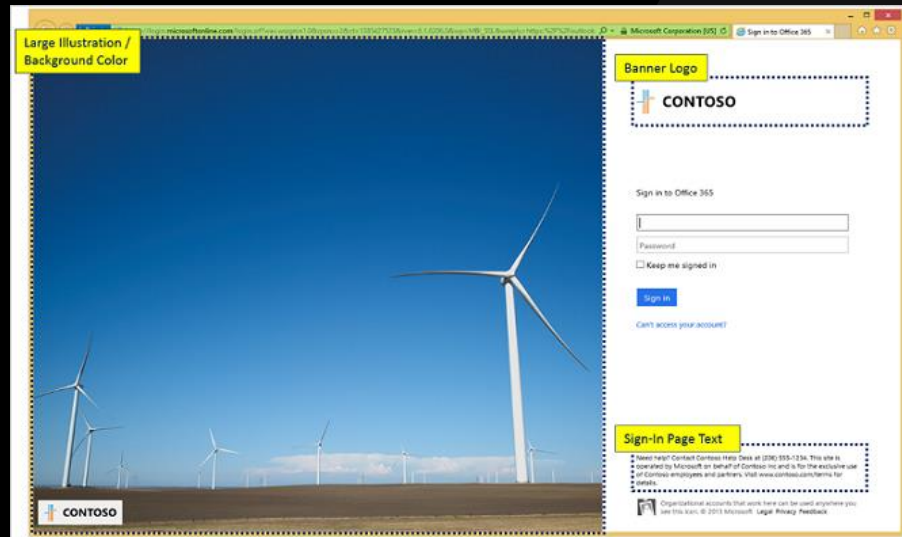 login.microsoftonline.com
Microsoft Corporation [US]
Sign in to Office 365
Large Illustration /
Background Color
Banner Logo
CONTOSO
Sign in to Office 365
Password
Keep me signed in
Sign in
Can't access your account?
Sign-In Page Text
Need help? Contact Contoso Help Desk at (206) 555-1234. This site is
operated by Microsoft on behalf of Contoso Inc and is for the exclusive use
of Contoso employees and partners. Visit www.contoso.com/terms for
details.
Organizational accounts that work here can be used anywhere you
see this icon. © 2013 Microsoft Legal Privacy Feedback
CONTOSO